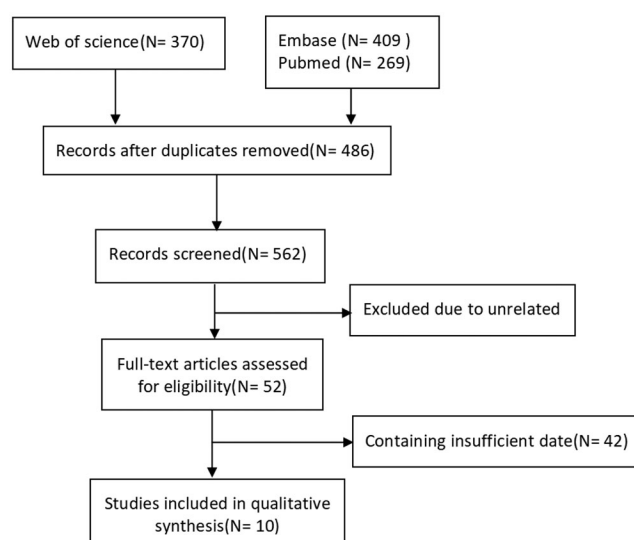 Web of science(N= 370)
Embase (N= 409 )
Pubmed (N= 269)
Records after duplicates removed(N= 486)
Records screened(N= 562)
Excluded due to unrelated
Full-text articles assessed
for eligibility(N= 52)
Containing insufficient date(N= 42)
Studies included in qualitative
synthesis(N= 10)